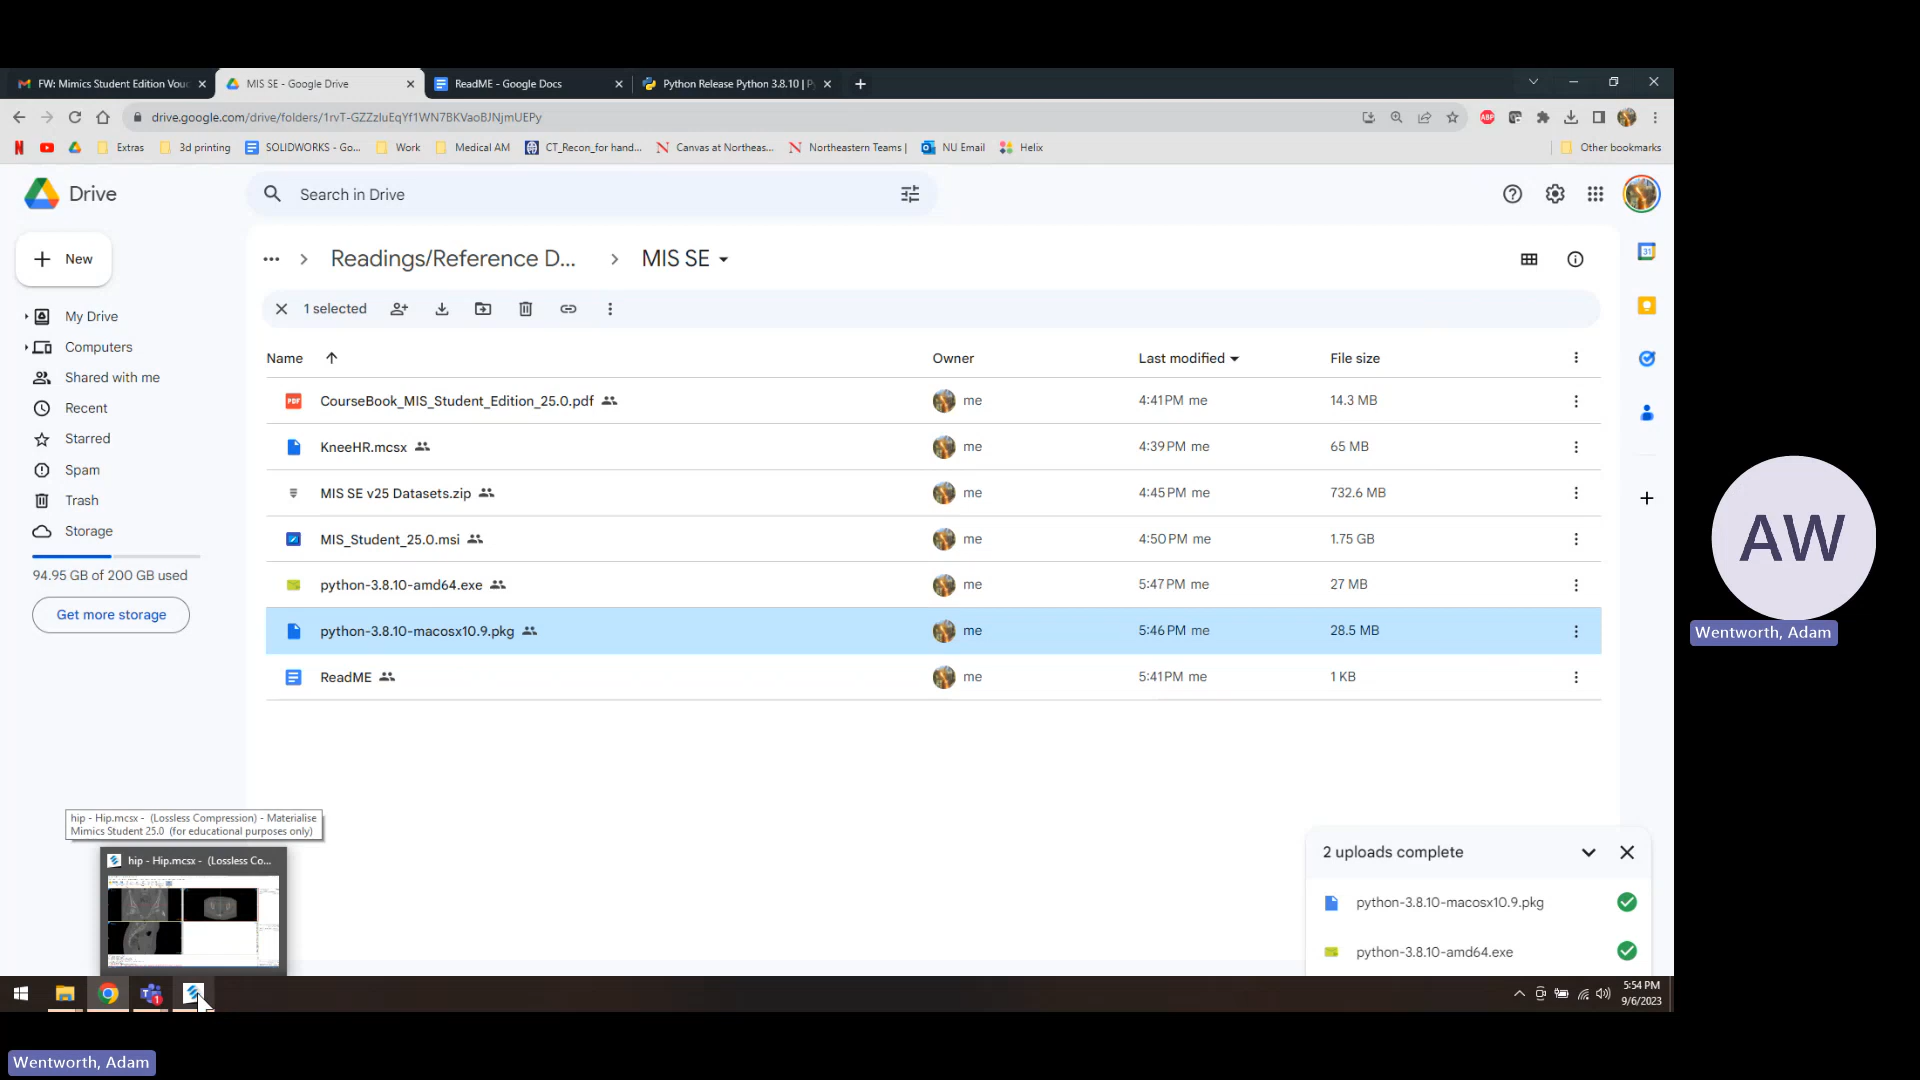 FW: Mimics Student Edition Vou
MIS SE - Google Drive
ReadME - Google Docs
Python Release Python 3.8.10 | P
drive.google.com/drive/folders/1rvT-GZZzIuEqYf1WN7BKVaoBJNjmUEPy
ABP
Extras
3d printing
SOLIDWORKS - Go...
Work
Medical AM
CT_Recon_for hand...
Canvas at Northeas...
Northeastern Teams |
NU Email
Helix
Other bookmarks
Drive
Search in Drive
New
Readings/Reference D...
MIS SE
31
1 selected
My Drive
Computers
Shared with me
Recent
Starred
Spam
Trash
Storage
94.95 GB of 200 GB used
Get more storage
Name Owner Last modified File size
PDF CourseBook_MIS_Student_Edition_25.0.pdf me 4:41 PM me 14.3 MB
KneeHR.mcsx me 4:39 PM me 65 MB
MIS SE v25 Datasets.zip me 4:45 PM me 732.6 MB
MIS_Student_25.0.msi me 4:50 PM me 1.75 GB
python-3.8.10-amd64.exe me 5:47 PM me 27 MB
python-3.8.10-macosx10.9.pkg me 5:46 PM me 28.5 MB
ReadME me 5:41 PM me 1 KB
AW
Wentworth, Adam
hip - Hip.mcsx - (Lossless Compression) - Materialise
Mimics Student 25.0 (for educational purposes only)
hip - Hip.mcsx - (Lossless Co...
2 uploads complete
python-3.8.10-macosx10.9.pkg
python-3.8.10-amd64.exe
1
5:54 PM
9/6/2023
Wentworth, Adam